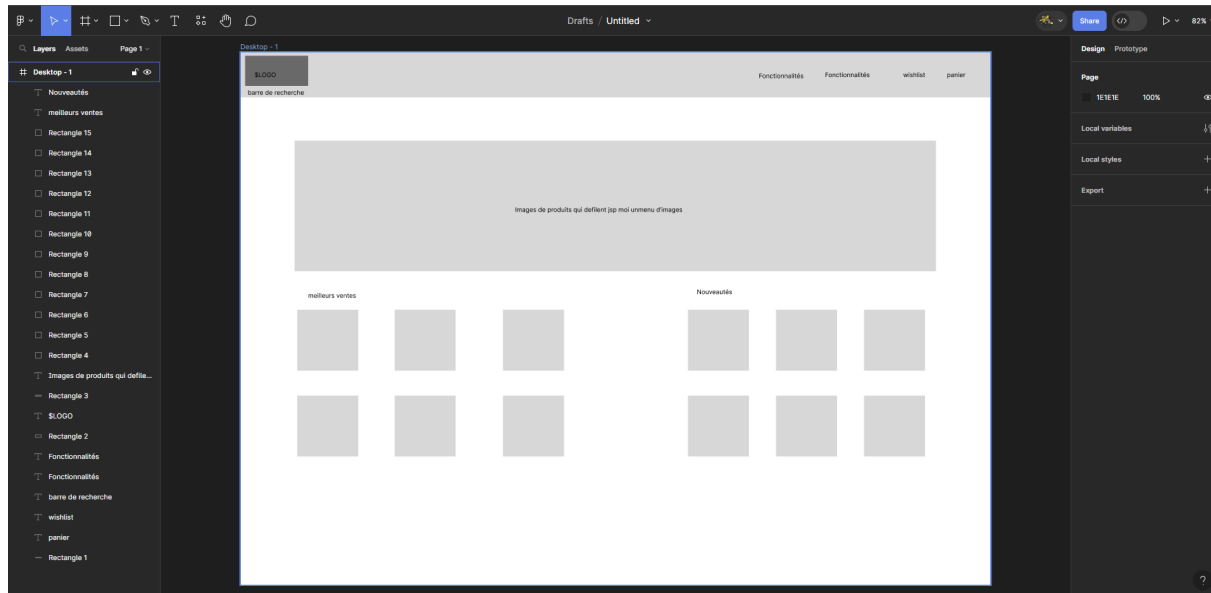 Drafts / Untitled
Share
82%
Layers Assets Page 1
Desktop - 1
Nouveautés
meilleurs ventes
Rectangle 15
Rectangle 14
Rectangle 13
Rectangle 12
Rectangle 11
Rectangle 10
Rectangle 9
Rectangle 8
Rectangle 7
Rectangle 6
Rectangle 5
Rectangle 4
Images de produits qui defile...
Rectangle 3
$LOGO
Rectangle 2
Fonctionnalités
Fonctionnalités
barre de recherche
wishlist
panier
Rectangle 1
Desktop - 1
$LOGO
Fonctionnalités Fonctionnalités wishlist panier
barre de recherche
Images de produits qui defilent jsp moi unmenu d'images
meilleurs ventes
Nouveautés
Design Prototype
Page
1E1E1E 100%
Local variables
Local styles
Export
?